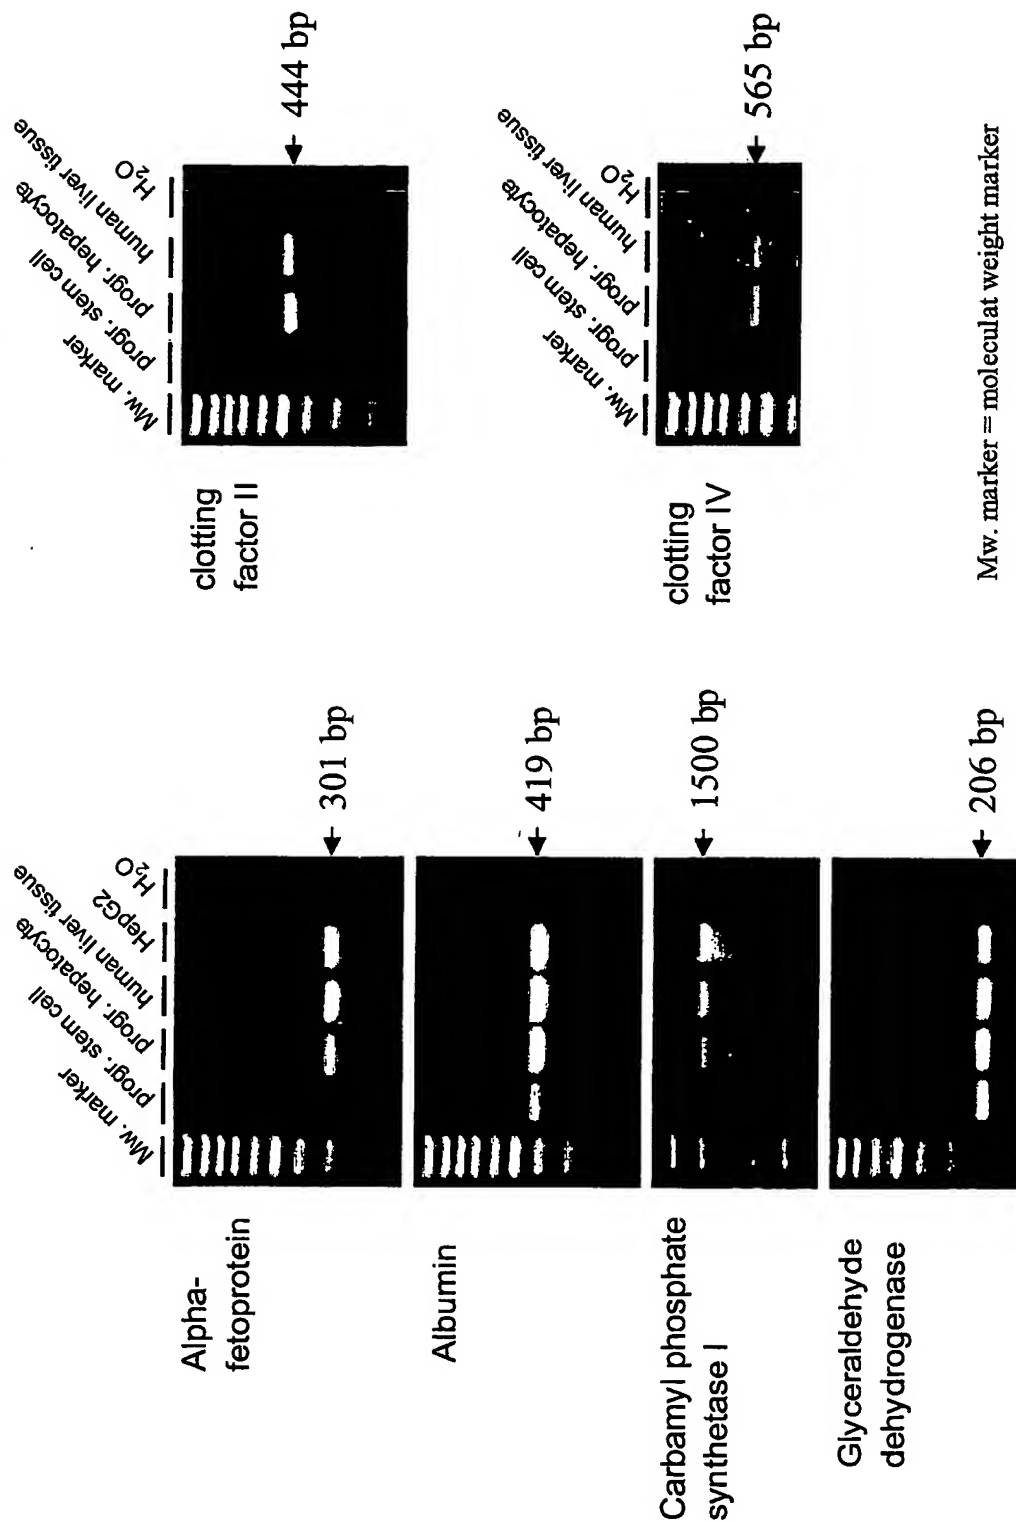 Mw. marker
progr. stem cell
progr. hepatocyte
human liver tissue
HepG2
H₂O
Alpha-
fetoprotein
301 bp
Albumin
419 bp
Carbamyl phosphate
synthetase I
1500 bp
Glyceraldehyde
dehydrogenase
206 bp
Mw. marker
progr. stem cell
progr. hepatocyte
human liver tissue
H₂O
clotting
factor II
444 bp
Mw. marker
progr. stem cell
progr. hepatocyte
human liver tissue
H₂O
clotting
factor IV
565 bp
Mw. marker = moleculat weight marker